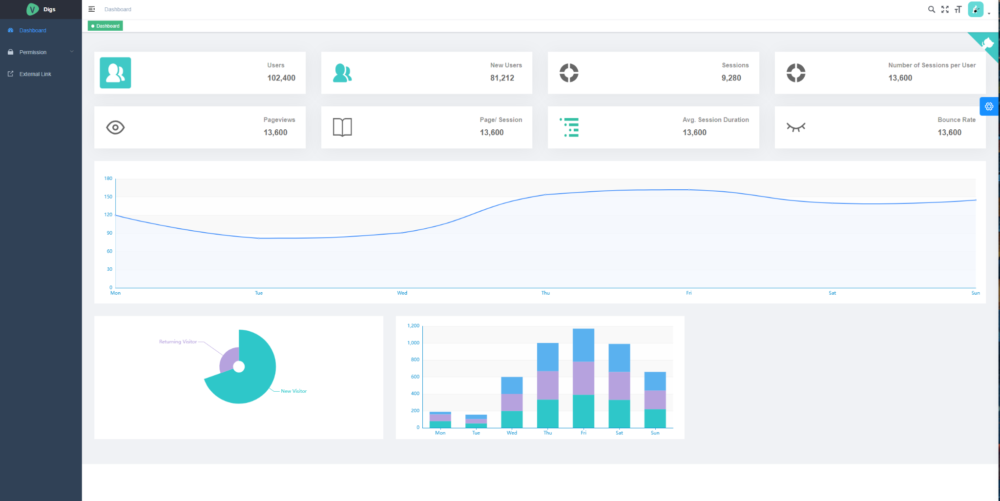 V Digs
Dashboard
Dashboard
Dashboard
Permission
External Link
Users
102,400
New Users
81,212
Sessions
9,280
Number of Sessions per User
13,600
Pageviews
13,600
Page/ Session
13,600
Avg. Session Duration
13,600
Bounce Rate
13,600
180
150
120
90
60
30
0
Mon Tue Wed Thu Fri Sat Sun
Returning Visitor
New Visitor
1,200
1,000
800
600
400
200
0
Mon Tue Wed Thu Fri Sat Sun